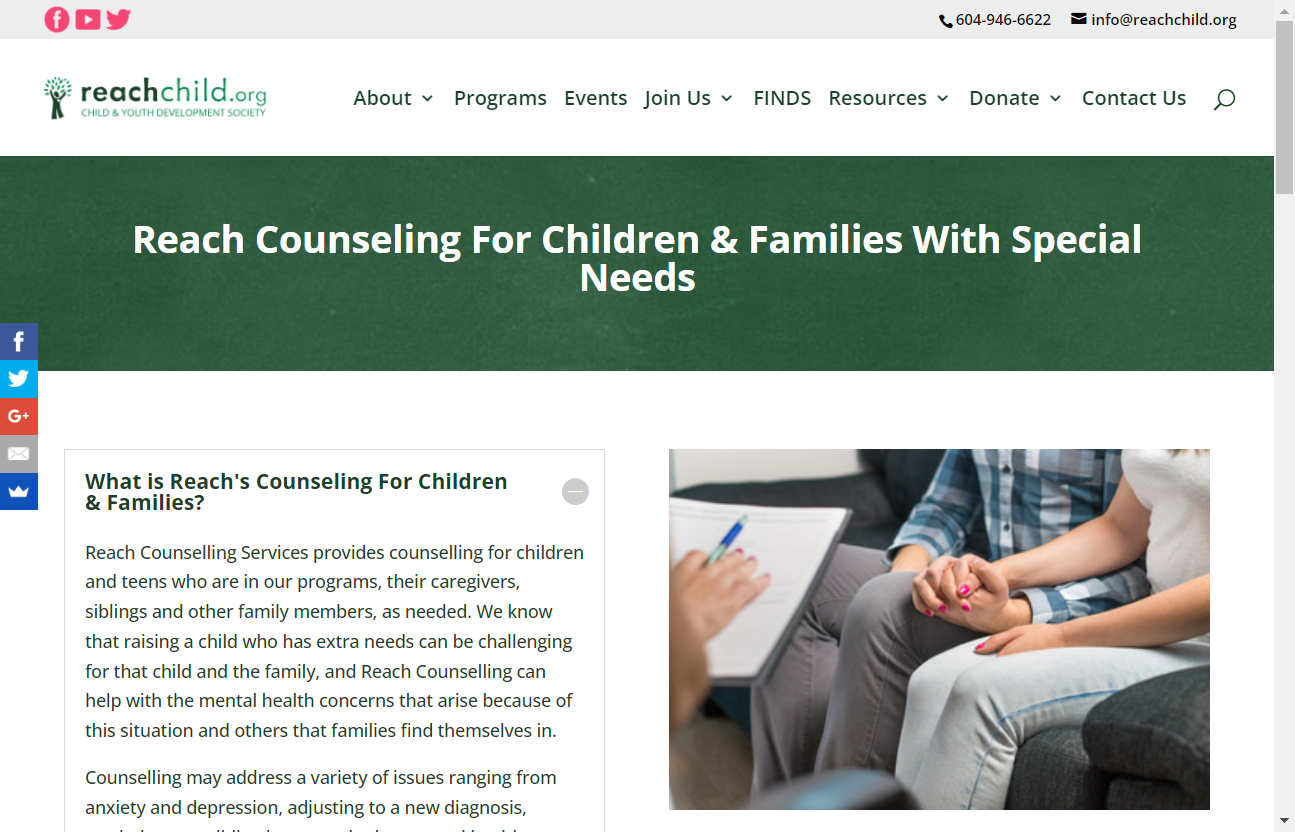 604-946-6622 info@reachchild.org
reachchild.org
CHILD & YOUTH DEVELOPMENT SOCIETY
About Programs Events Join Us FINDS Resources Donate Contact Us
Reach Counseling For Children & Families With Special
Needs
G+
What is Reach's Counseling For Children
& Families?
Reach Counselling Services provides counselling for children
and teens who are in our programs, their caregivers,
siblings and other family members, as needed. We know
that raising a child who has extra needs can be challenging
for that child and the family, and Reach Counselling can
help with the mental health concerns that arise because of
this situation and others that families find themselves in.
Counselling may address a variety of issues ranging from
anxiety and depression, adjusting to a new diagnosis,